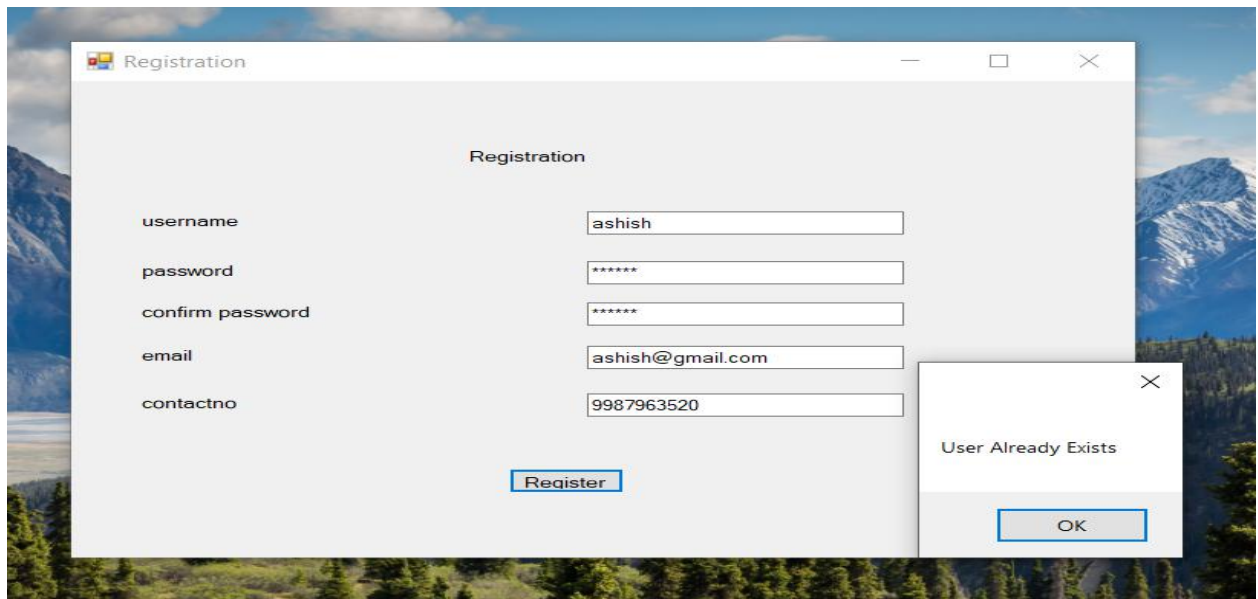 Registration
Registration
username ashish
password ******
confirm password ******
email ashish@gmail.com
contactno 9987963520
User Already Exists
Register
OK